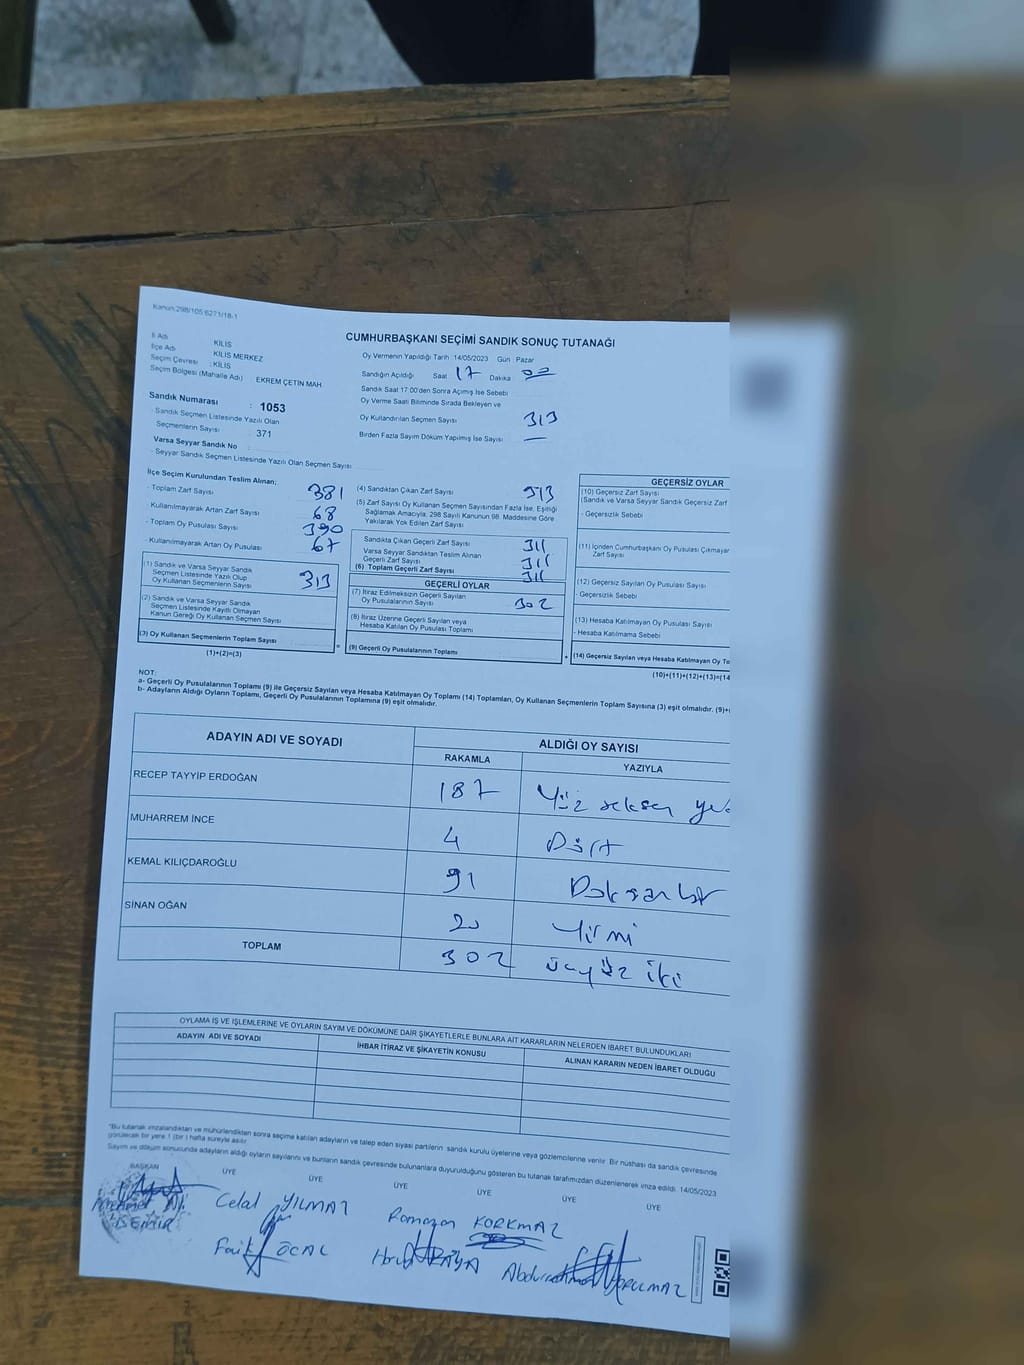 Kanun:298/105 6271/18-1
CUMHURBAŞKANI SEÇİMİ SANDIK SONUÇ TUTANAĞI
İl Adı : KİLİS
İlçe Adı : KİLİS MERKEZ
Seçim Çevresi : KİLİS
Seçim Bölgesi (Mahalle Adı) : EKREM ÇETİN MAH.
Sandık Numarası : 1053
Sandık Seçmen Listesinde Yazılı Olan
Seçmenlerin Sayısı : 371
Varsa Seyyar Sandık No
- Seyyar Sandık Seçmen Listesinde Yazılı Olan Seçmen Sayısı
Oy Vermenin Yapıldığı Tarih :14/05/2023 Gün : Pazar
Sandığın Açıldığı Saat 17 Dakika 00
Sandık Saat 17:00'den Sonra Açılmış İse Sebebi
Oy Verme Saati Bitiminde Sırada Bekleyen ve
Oy Kullandırılan Seçmen Sayısı 313
Birden Fazla Sayım Döküm Yapılmış İse Sayısı —
İlçe Seçim Kurulundan Teslim Alınan;
- Toplam Zarf Sayısı 381
- Kullanılmayarak Artan Zarf Sayısı 68
- Toplam Oy Pusulası Sayısı 390
- Kullanılmayarak Artan Oy Pusulası 67
(1) Sandık ve Varsa Seyyar Sandık
Seçmen Listesinde Yazılı Olup
Oy Kullanan Seçmenlerin Sayısı 313
(2) Sandık ve Varsa Seyyar Sandık
Seçmen Listesinde Kayıtlı Olmayan
Kanun Gereği Oy Kullanan Seçmen Sayısı
(3) Oy Kullanan Seçmenlerin Toplam Sayısı
(1)+(2)=(3)
(4) Sandıktan Çıkan Zarf Sayısı 313
(5) Zarf Sayısı Oy Kullanan Seçmen Sayısından Fazla İse, Eşitliği
Sağlamak Amacıyla, 298 Sayılı Kanunun 98. Maddesine Göre
Yakılarak Yok Edilen Zarf Sayısı
Sandıkta Çıkan Geçerli Zarf Sayısı 311
Varsa Seyyar Sandıktan Teslim Alınan
Geçerli Zarf Sayısı 311
(6) Toplam Geçerli Zarf Sayısı 311
GEÇERLİ OYLAR
(7) İtiraz Edilmeksizin Geçerli Sayılan
Oy Pusulalarının Sayısı 302
(8) İtiraz Üzerine Geçerli Sayılan veya
Hesaba Katılan Oy Pusulası Toplamı
(9) Geçerli Oy Pusulalarının Toplamı
GEÇERSİZ OYLAR
(10) Geçersiz Zarf Sayısı
(Sandık ve Varsa Seyyar Sandık Geçersiz Zarf
- Geçersizlik Sebebi
(11) İçinden Cumhurbaşkanı Oy Pusulası Çıkmayan
Zarf Sayısı
(12) Geçersiz Sayılan Oy Pusulası Sayısı
- Geçersizlik Sebebi
(13) Hesaba Katılmayan Oy Pusulası Sayısı
- Hesaba Katılmama Sebebi
(14) Geçersiz Sayılan veya Hesaba Katılmayan Oy To
(10)+(11)+(12)+(13)=(14
NOT:
a- Geçerli Oy Pusulalarının Toplamı (9) ile Geçersiz Sayılan veya Hesaba Katılmayan Oy Toplamı (14) Toplamları, Oy Kullanan Seçmenlerin Toplam Sayısına (3) eşit olmalıdır. (9)+(
b- Adayların Aldığı Oyların Toplamı, Geçerli Oy Pusulalarının Toplamına (9) eşit olmalıdır.
ADAYIN ADI VE SOYADI ALDIĞI OY SAYISI
RAKAMLA YAZIYLA
RECEP TAYYİP ERDOĞAN 187 Yüz seksen ye
MUHARREM İNCE 4 Dört
KEMAL KILIÇDAROĞLU 91 Doksan bir
SİNAN OĞAN 20 Yirmi
TOPLAM 302 üçyüz iki
OYLAMA İŞ VE İŞLEMLERİNE VE OYLARIN SAYIM VE DÖKÜMÜNE DAİR ŞİKAYETLERLE BUNLARA AİT KARARLARIN NELERDEN İBARET BULUNDUKLARI
ADAYIN ADI VE SOYADI İHBAR İTİRAZ VE ŞİKAYETİN KONUSU ALINAN KARARIN NEDEN İBARET OLDUĞU
"Bu tutanak imzalandıktan ve mühürlendikten sonra seçime katılan adayların ve talep eden siyasi partilerin sandık kurulu üyelerine veya gözlemcilerine verilir. Bir nüshası da sandık çevresinde
görülecek bir yere 1 (bir) hafta süreyle asılır.
Sayım ve döküm sonucunda adayların aldığı oyların sayılarını ve bunların sandık çevresinde bulunanlara duyurulduğunu gösteren bu tutanak tarafımızdan düzenlenerek imza edildi. 14/05/2023
BAŞKAN ÜYE ÜYE ÜYE ÜYE ÜYE ÜYE
Mehmet Ali DEMİR
Celal YILMAZ
Ramazan KORKMAZ
Faik ÖCAL